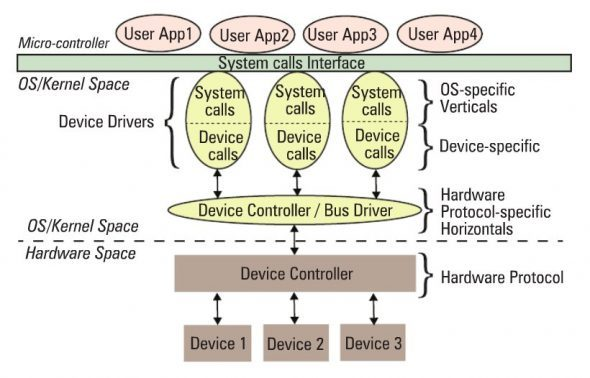 User App1
User App2
User App3
User App4
Micro-controller
System calls Interface
OS/Kernel Space
Device Drivers
System
calls
Device
calls
System
calls
Device
calls
System
calls
Device
calls
OS-specific
Verticals
Device-specific
Device Controller / Bus Driver
Hardware
Protocol-specific
Horizontals
OS/Kernel Space
Hardware Space
Device Controller
Hardware Protocol
Device 1
Device 2
Device 3